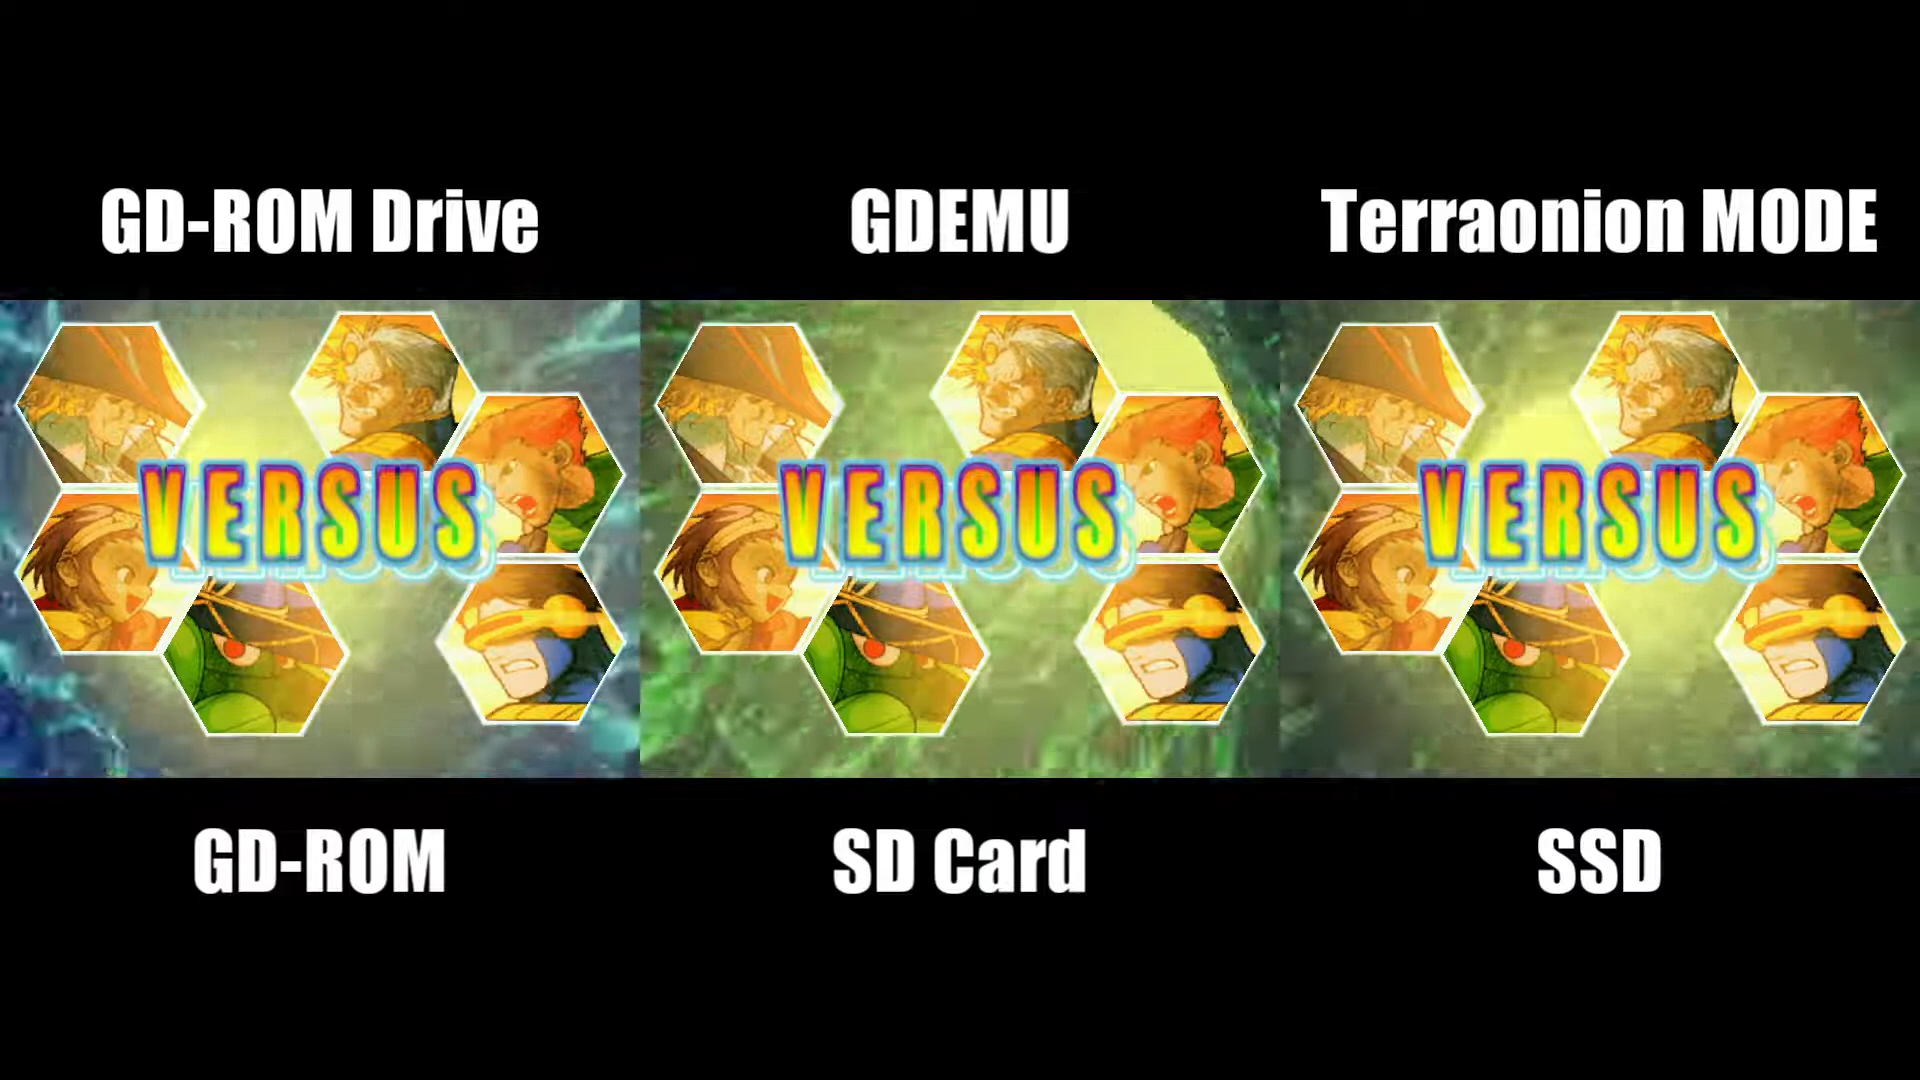 GD-ROM Drive
GDEMU
Terraonion MODE
VERSUS
VERSUS
VERSUS
GD-ROM
SD Card
SSD